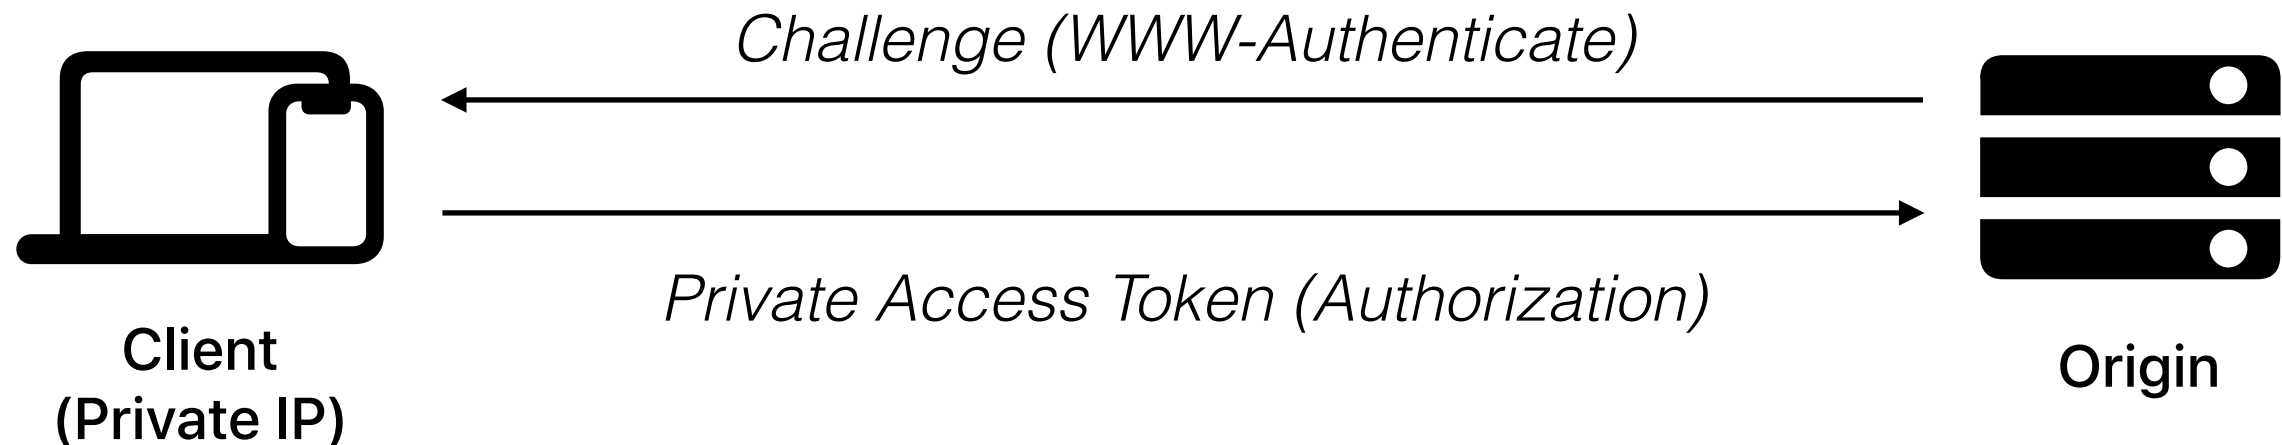 Challenge (WWW-Authenticate)
Private Access Token (Authorization)
Client
(Private IP)
Origin